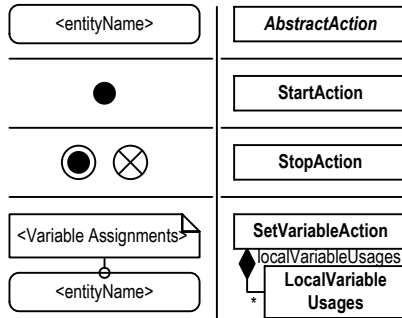 <entityName>
AbstractAction
StartAction
StopAction
<Variable Assignments>
<entityName>
SetVariableAction
localVariableUsages
LocalVariable
Usages
*